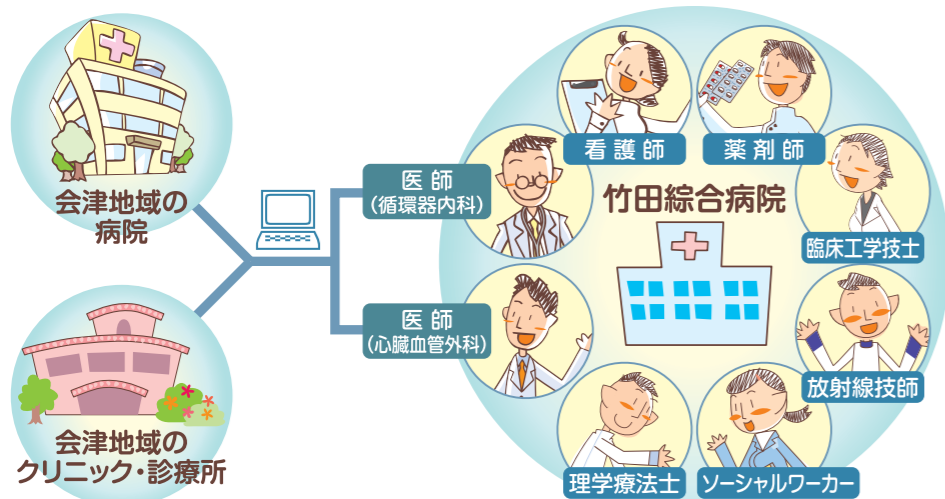 会津地域の
病院
会津地域の
クリニック・診療所
医師
(循環器内科)
医師
(心臓血管外科)
竹田綜合病院
看護師
薬剤師
臨床工学技士
放射線技師
ソーシャルワーカー
理学療法士